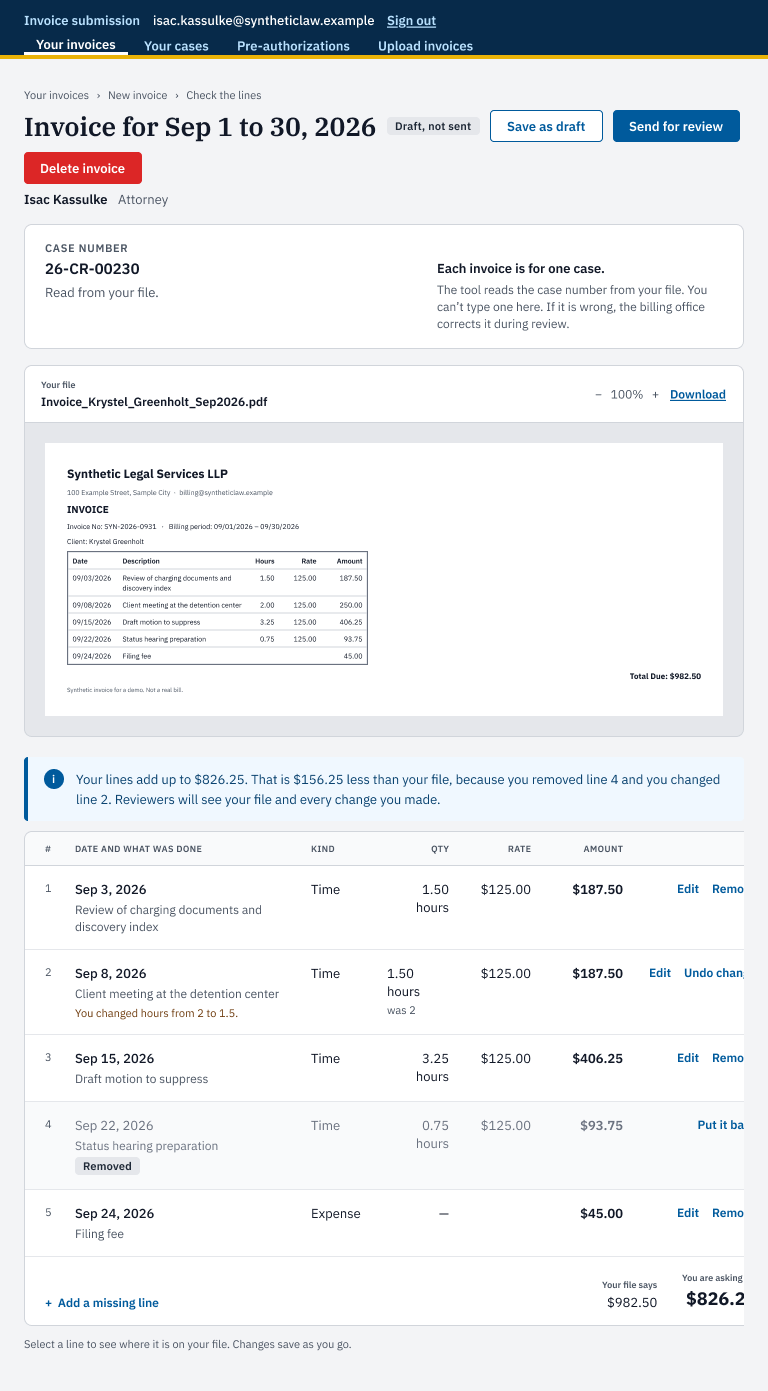 Invoice submission isac.kassulke@syntheticlaw.example Sign out
Your invoices Your cases Pre-authorizations Upload invoices
Your invoices › New invoice › Check the lines
Invoice for Sep 1 to 30, 2026 Draft, not sent Save as draft Send for review
Delete invoice
Isac Kassulke Attorney
CASE NUMBER
26-CR-00230
Read from your file.
Each invoice is for one case.
The tool reads the case number from your file. You
can’t type one here. If it is wrong, the billing office
corrects it during review.
Your file
Invoice_Krystel_Greenholt_Sep2026.pdf
− 100% + Download
Synthetic Legal Services LLP
100 Example Street, Sample City · billing@syntheticlaw.example
INVOICE
Invoice No: SYN-2026-0931 · Billing period: 09/01/2026 – 09/30/2026
Client: Krystel Greenholt
Date Description Hours Rate Amount
09/03/2026 Review of charging documents and 1.50 125.00 187.50
discovery index
09/08/2026 Client meeting at the detention center 2.00 125.00 250.00
09/15/2026 Draft motion to suppress 3.25 125.00 406.25
09/22/2026 Status hearing preparation 0.75 125.00 93.75
09/24/2026 Filing fee 45.00
Total Due: $982.50
Synthetic invoice for a demo. Not a real bill.
i
Your lines add up to $826.25. That is $156.25 less than your file, because you removed line 4 and you changed
line 2. Reviewers will see your file and every change you made.
# DATE AND WHAT WAS DONE KIND QTY RATE AMOUNT
1 Sep 3, 2026 Time 1.50 $125.00 $187.50 Edit Remo
Review of charging documents and hours
discovery index
2 Sep 8, 2026 Time 1.50 $125.00 $187.50 Edit Undo chang
Client meeting at the detention center hours
You changed hours from 2 to 1.5. was 2
3 Sep 15, 2026 Time 3.25 $125.00 $406.25 Edit Remo
Draft motion to suppress hours
4 Sep 22, 2026 Time 0.75 $125.00 $93.75 Put it ba
Status hearing preparation hours
Removed
5 Sep 24, 2026 Expense — $45.00 Edit Remo
Filing fee
Your file says You are asking
+ Add a missing line $982.50 $826.2
Select a line to see where it is on your file. Changes save as you go.